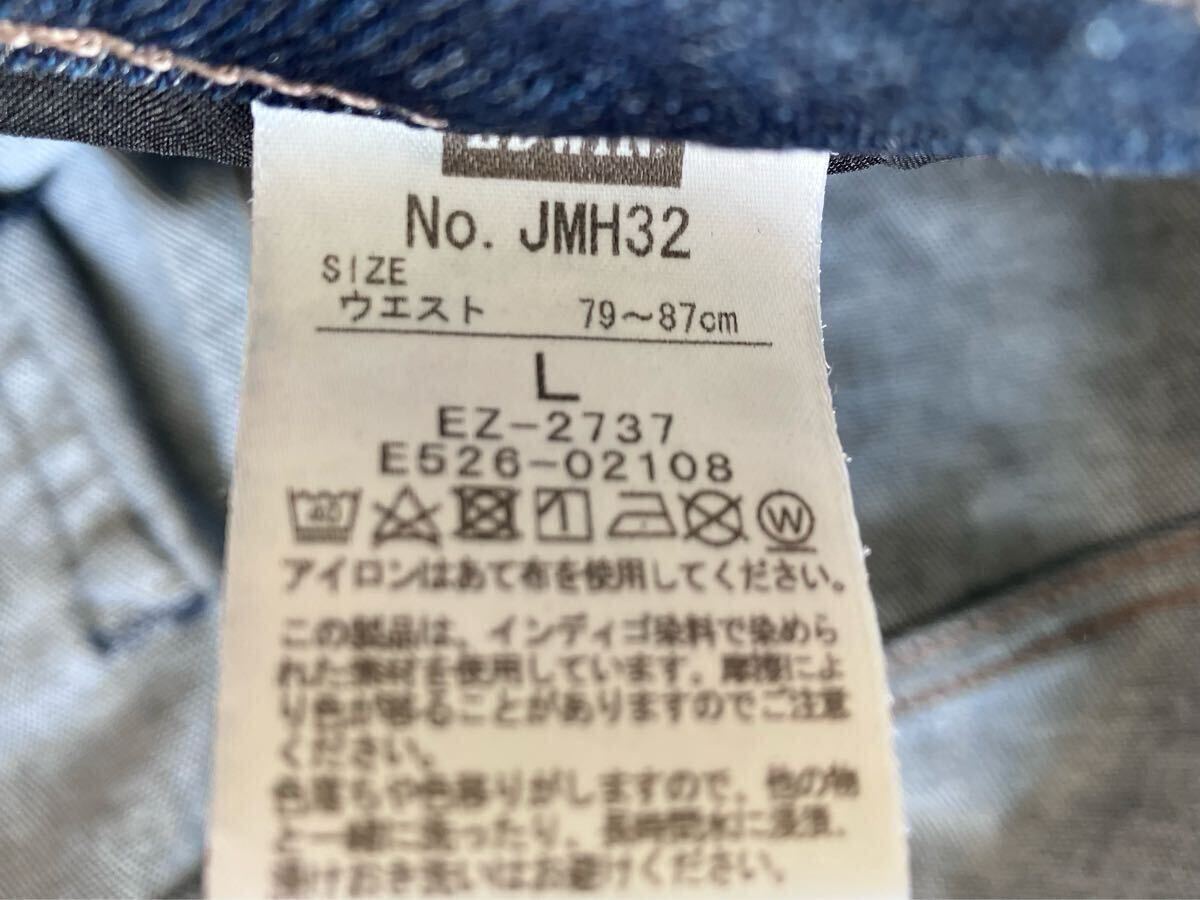 EDWIN
No. JMH32
SIZE
ウエスト 79～87cm
L
EZ-2737
E526-02108
40
W
アイロンはあて布を使用してください。
この製品は、インディゴ染料で染めら
れた素材を使用しています。摩擦によ
り色が移ることがありますのでご注意
ください。
色落ちや色移りがしますので、他の物
と一緒に洗ったり、長時間水に浸漬、
漬けおき洗いはお避けください。